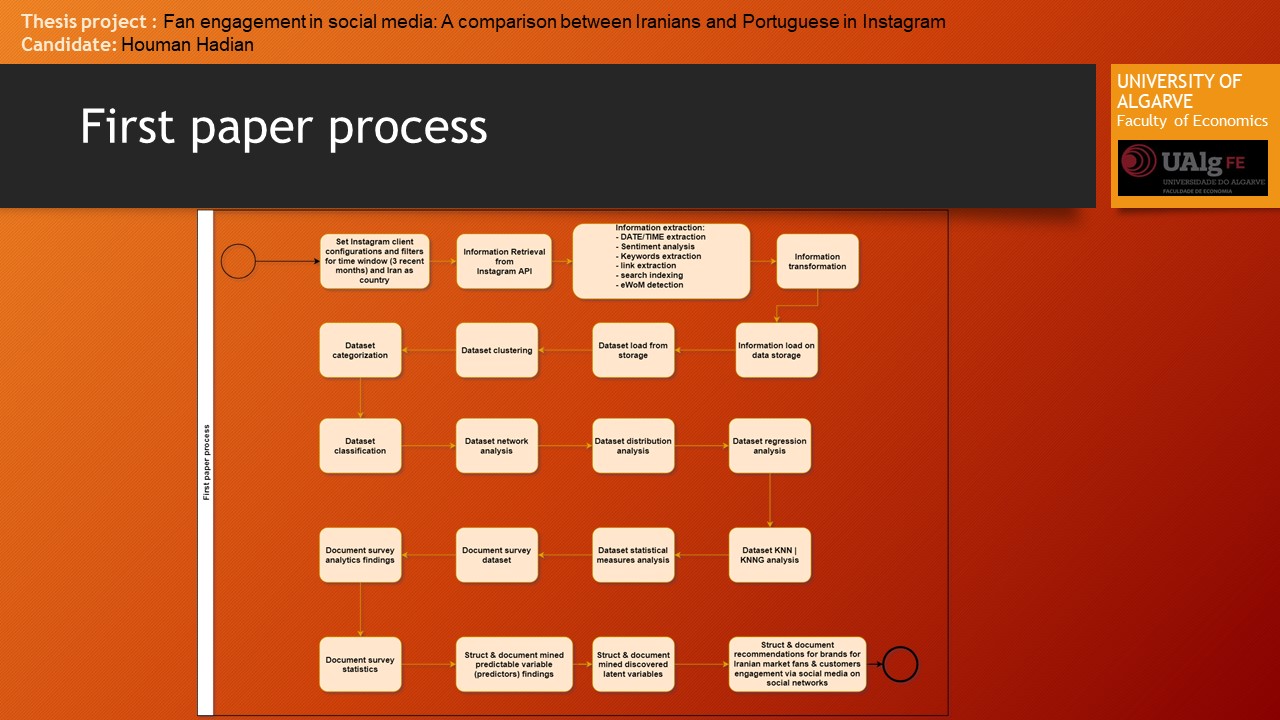 Thesis project : Fan engagement in social media: A comparison between Iranians and Portuguese in Instagram
Candidate: Houman Hadian
First paper process
UNIVERSITY OF
ALGARVE
Faculty of Economics
UAlg FE
UNIVERSIDADE DO ALGARVE
FACULDADE DE ECONOMIA
First paper process
Set Instagram client
configurations and filters
for time window (3 recent
months) and Iran as
country
Information Retrieval
from
Instagram API
Information extraction:
- DATE/TIME extraction
- Sentiment analysis
- Keywords extraction
- link extraction
- search indexing
- eWoM detection
Information
transformation
Information load on
data storage
Dataset load from
storage
Dataset clustering
Dataset
categorization
Dataset
classification
Dataset network
analysis
Dataset distribution
analysis
Dataset regression
analysis
Dataset KNN |
KNNG analysis
Dataset statistical
measures analysis
Document survey
dataset
Document survey
analytics findings
Document survey
statistics
Struct & document mined
predictable variable
(predictors) findings
Struct & document
mined discovered
latent variables
Struct & document
recommendations for brands for
Iranian market fans & customers
engagement via social media on
social networks